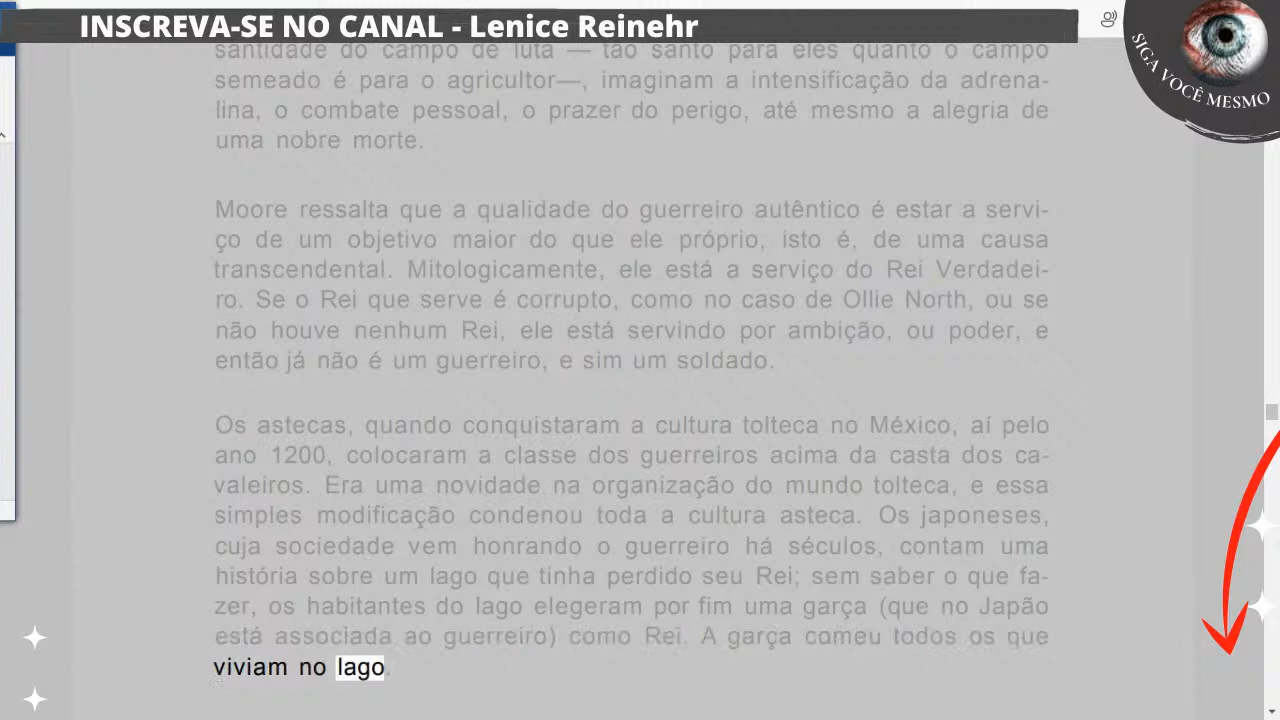 INSCREVA-SE NO CANAL - Lenice Reinehr
SIGA VOCÊ MESMO
santidade do campo de luta — tão santo para eles quanto o campo
semeado é para o agricultor—, imaginam a intensificação da adrena-
lina, o combate pessoal, o prazer do perigo, até mesmo a alegria de
uma nobre morte.
Moore ressalta que a qualidade do guerreiro autêntico é estar a servi-
ço de um objetivo maior do que ele próprio, isto é, de uma causa
transcendental. Mitologicamente, ele está a serviço do Rei Verdadei-
ro. Se o Rei que serve é corrupto, como no caso de Ollie North, ou se
não houve nenhum Rei, ele está servindo por ambição, ou poder, e
então já não é um guerreiro, e sim um soldado.
Os astecas, quando conquistaram a cultura tolteca no México, aí pelo
ano 1200, colocaram a classe dos guerreiros acima da casta dos ca-
valeiros. Era uma novidade na organização do mundo tolteca, e essa
simples modificação condenou toda a cultura asteca. Os japoneses,
cuja sociedade vem honrando o guerreiro há séculos, contam uma
história sobre um lago que tinha perdido seu Rei; sem saber o que fa-
zer, os habitantes do lago elegeram por fim uma garça (que no Japão
está associada ao guerreiro) como Rei. A garça comeu todos os que
viviam no lago.